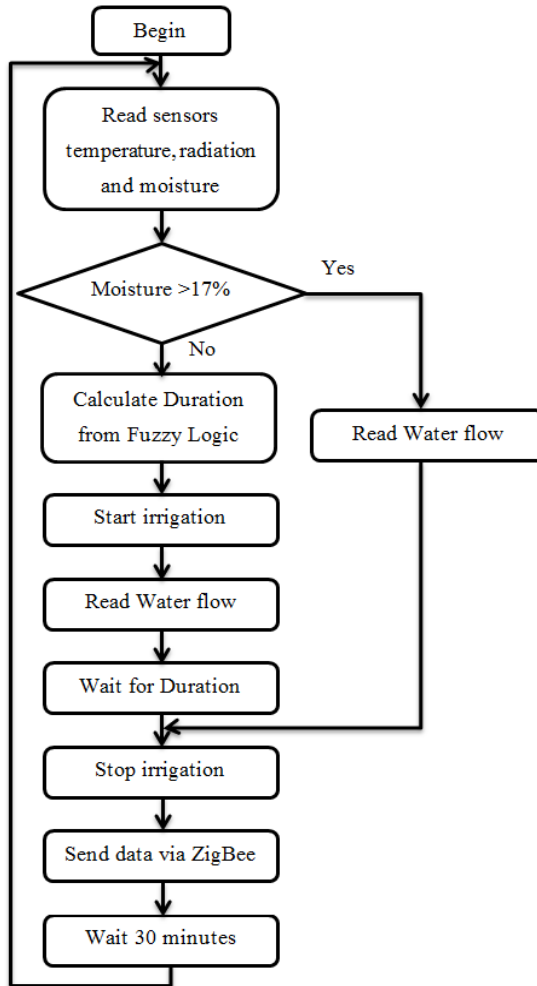 Begin
Read sensors
temperature, radiation
and moisture
Moisture >17%
Yes
No
Calculate Duration
from Fuzzy Logic
Read Water flow
Start irrigation
Read Water flow
Wait for Duration
Stop irrigation
Send data via ZigBee
Wait 30 minutes